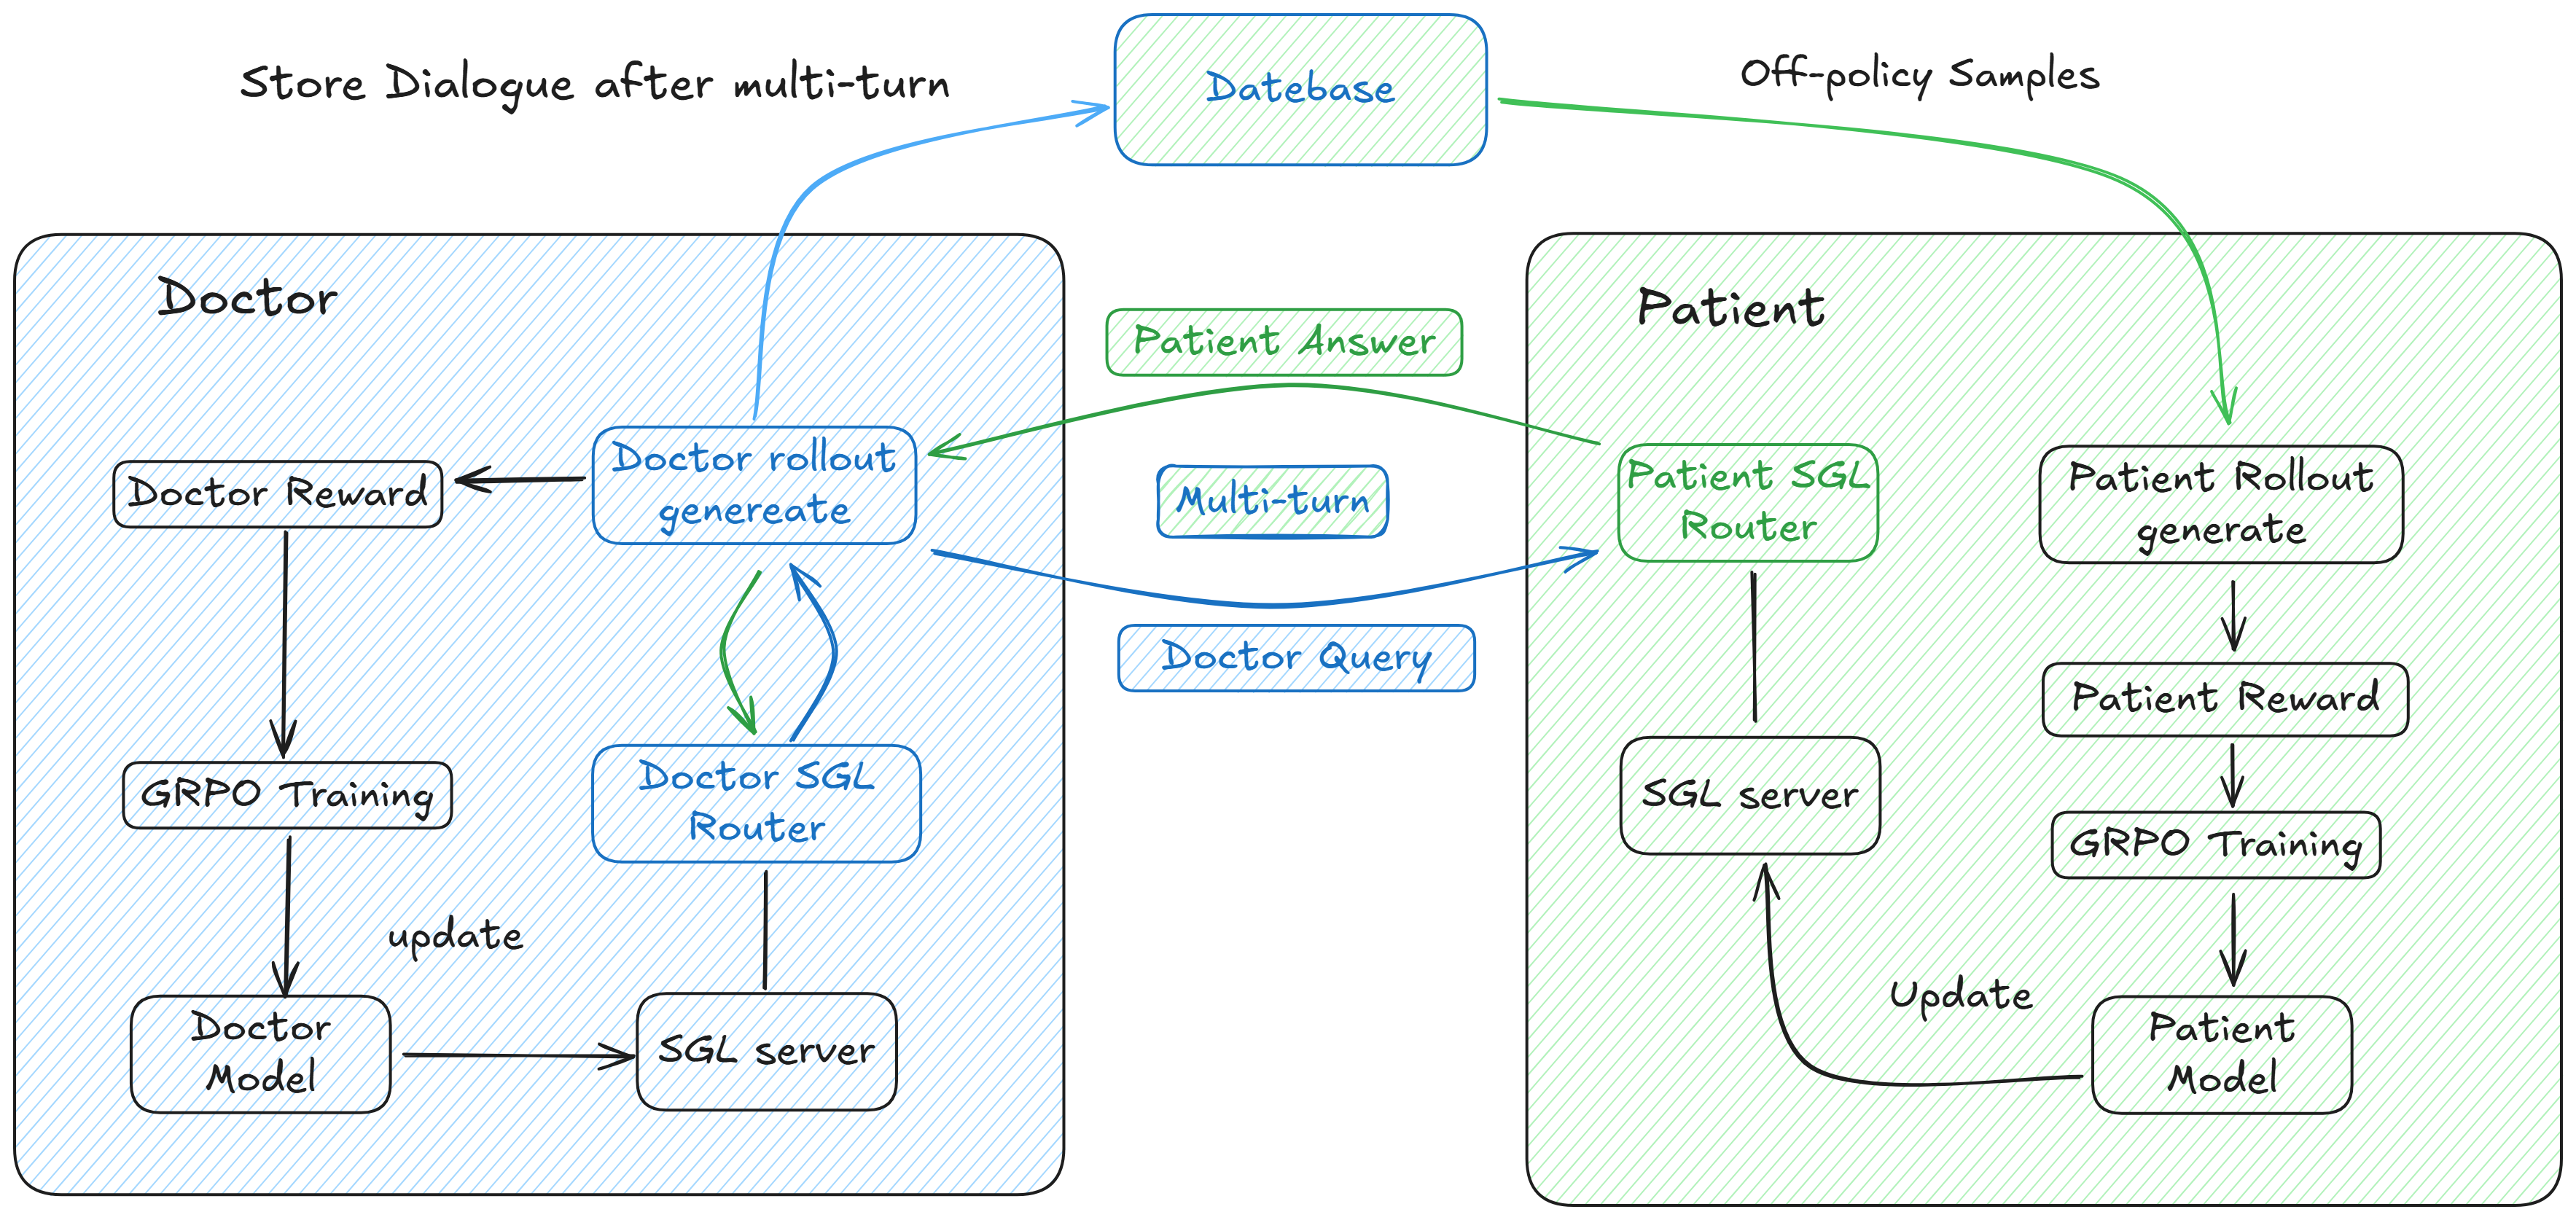 Store Dialogue after multi-turn
Datebase
Off-policy Samples
Doctor
Patient Answer
Patient
Doctor rollout
genereate
Doctor Reward
Multi-turn
Patient SGL
Router
Patient Rollout
generate
Doctor Query
Patient Reward
Doctor SGL
Router
GRPO Training
SGL server
GRPO Training
update
Update
Doctor
Model
SGL server
Patient
Model